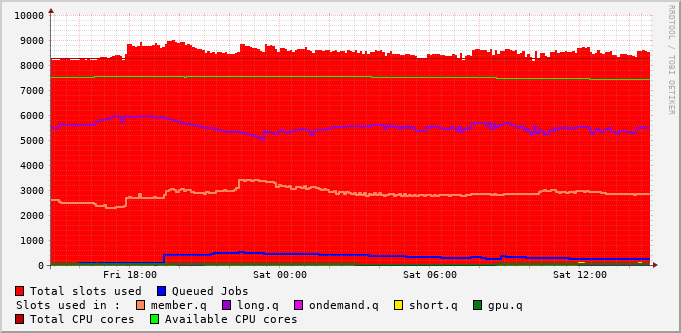 RRDTOOL / TOBI OETIKER
10000
9000
8000
7000
6000
5000
4000
3000
2000
1000
0
Fri 18:00 Sat 00:00 Sat 06:00 Sat 12:00
Total slots used Queued Jobs
Slots used in : member.q long.q ondemand.q short.q gpu.q
Total CPU cores Available CPU cores